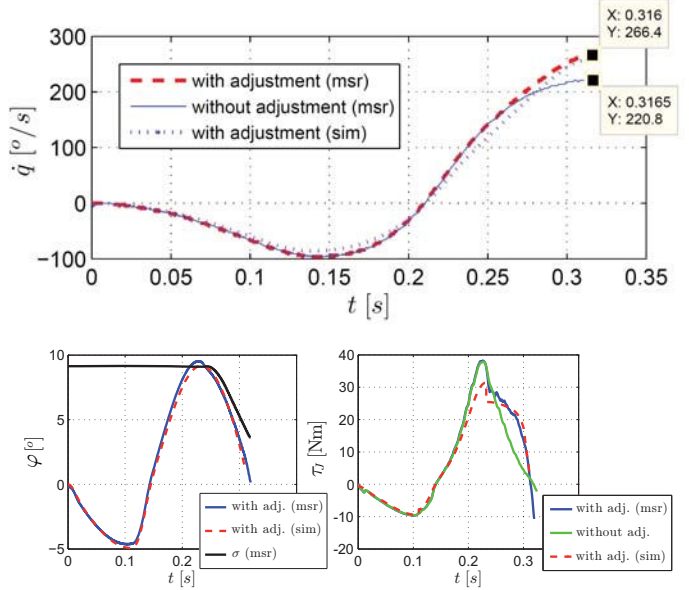 X: 0.316
Y: 266.4
300
200
100
0
−100
q̇ [°/s]
with adjustment (msr)
without adjustment (msr)
with adjustment (sim)
X: 0.3165
Y: 220.8
0 0.05 0.1 0.15 0.2 0.25 0.3 0.35
t [s]
10
5
0
−5
φ [°]
0 0.1 0.2
t [s]
with adj. (msr)
with adj. (sim)
σ (msr)
40
30
20
10
0
-10
-20
τJ [Nm]
0 0.1 0.2 0.3
t [s]
with adj. (msr)
without adj.
with adj. (sim)